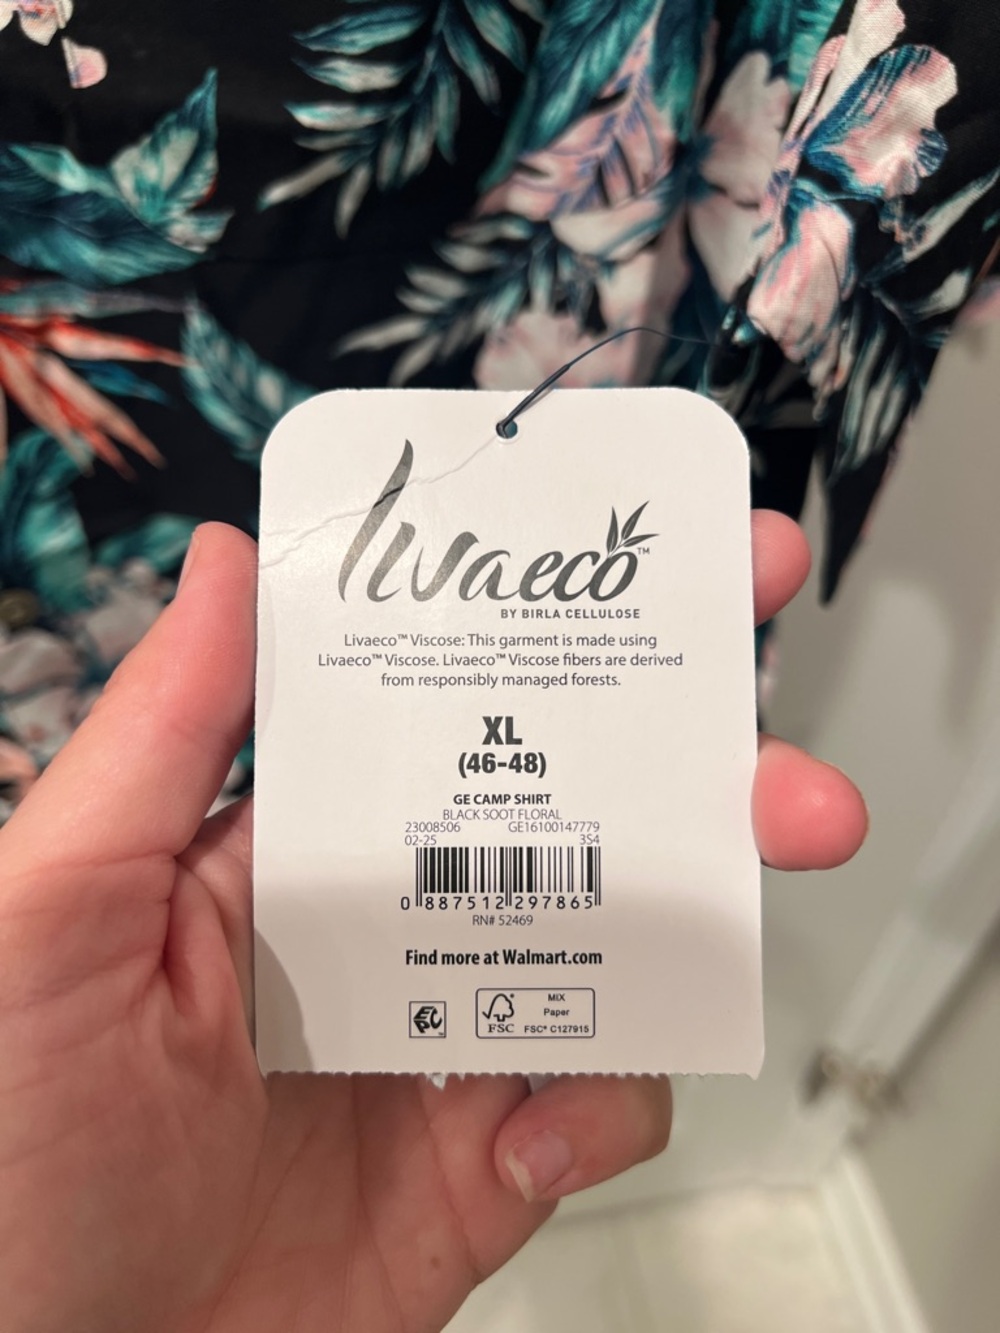 Livaeco™
BY BIRLA CELLULOSE
Livaeco™ Viscose: This garment is made using
Livaeco™ Viscose. Livaeco™ Viscose fibers are derived
from responsibly managed forests.
XL
(46-48)
GE CAMP SHIRT
BLACK SOOT FLORAL
23008506 GE16100147779
02-25 3S4
0 887512 297865
RN# 52469
Find more at Walmart.com
EPC
FSC
MIX
Paper
FSC® C127915